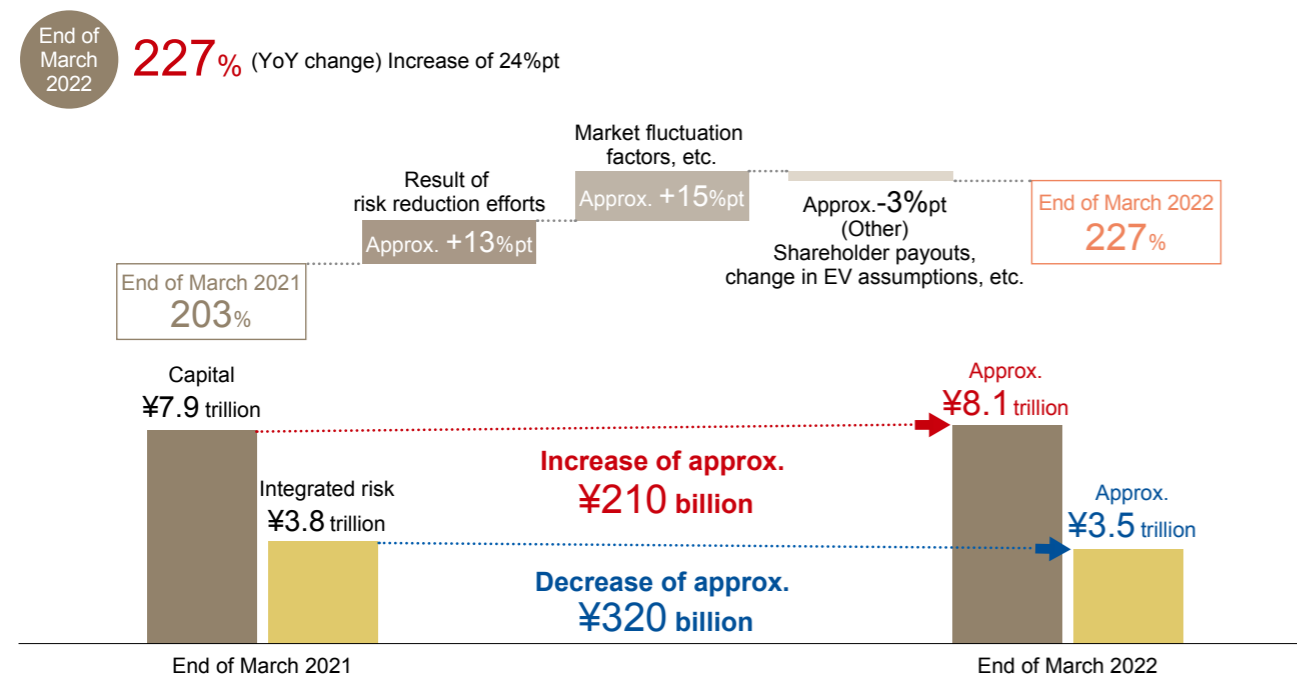 End of
March
2022
227% (YoY change) Increase of 24%pt
Market fluctuation
factors, etc.
Approx. +15%pt
Result of
risk reduction efforts
Approx. +13%pt
Approx.-3%pt
(Other)
Shareholder payouts,
change in EV assumptions, etc.
End of March 2022
227%
End of March 2021
203%
Capital
¥7.9 trillion
Integrated risk
¥3.8 trillion
Increase of approx.
¥210 billion
Decrease of approx.
¥320 billion
Approx.
¥8.1 trillion
Approx.
¥3.5 trillion
End of March 2021
End of March 2022